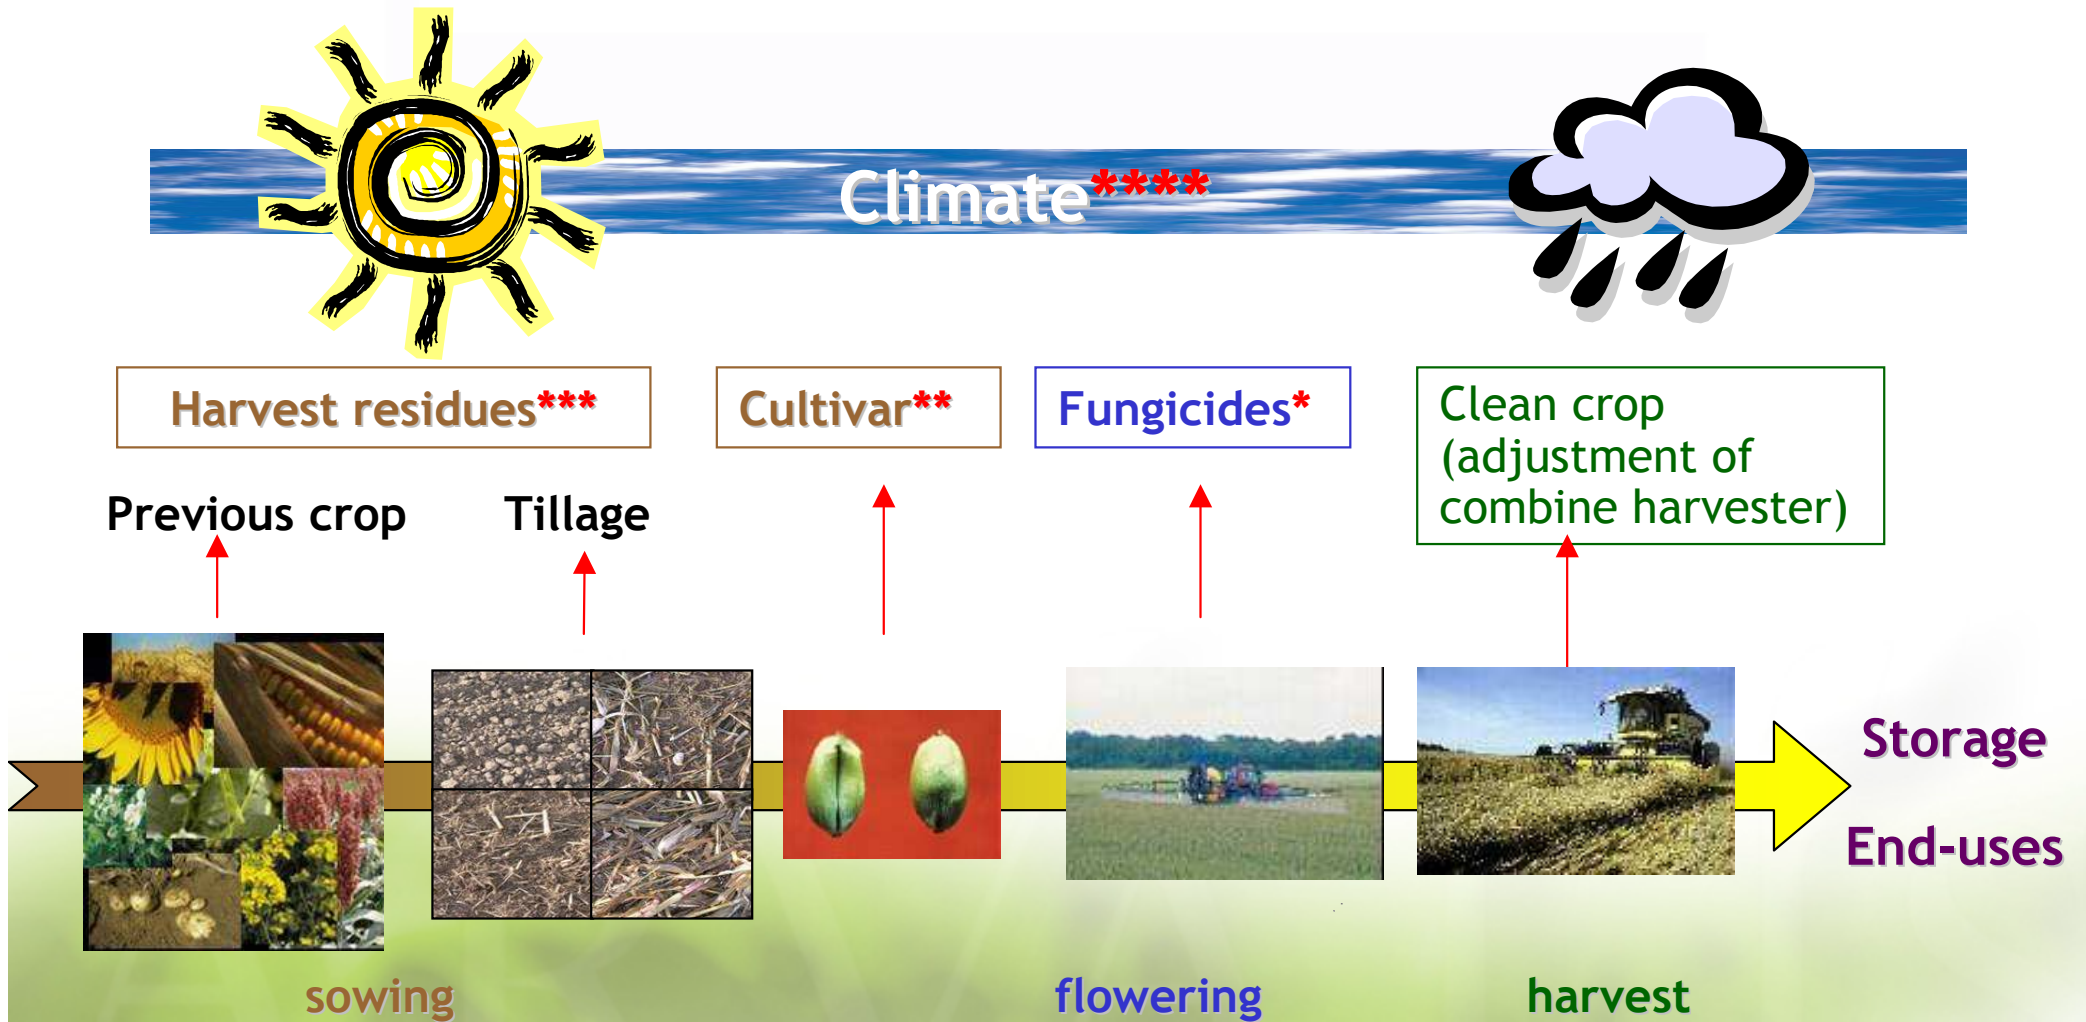 Climate****
Harvest residues***
Cultivar**
Fungicides*
Clean crop
(adjustment of
combine harvester)
Previous crop
Tillage
Storage
End-uses
sowing
flowering
harvest